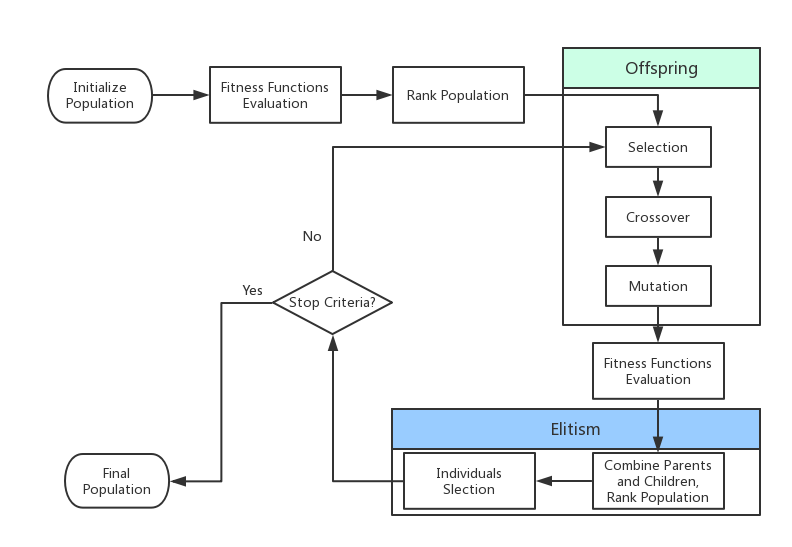 Initialize
Population
Fitness Functions
Evaluation
Rank Population
Offspring
Selection
Crossover
Mutation
No
Yes
Stop Criteria?
Fitness Functions
Evaluation
Elitism
Combine Parents
and Children,
Rank Population
Individuals
Slection
Final
Population